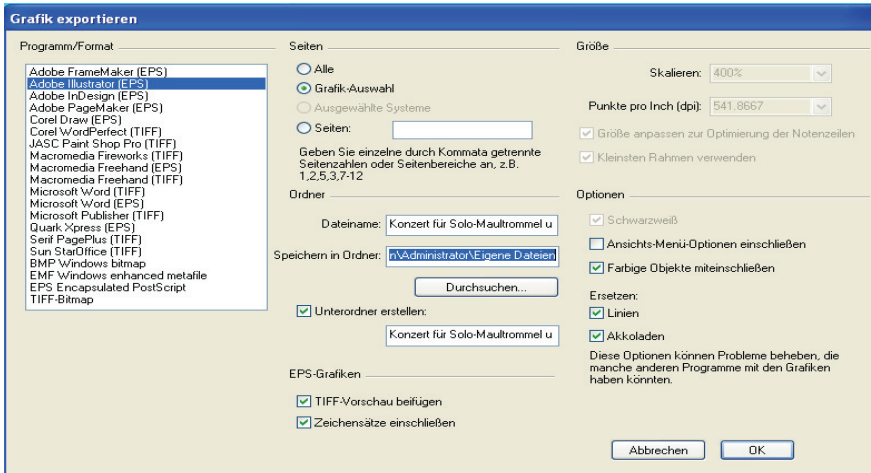 Grafik exportieren
Programm/Format
Adobe FrameMaker (EPS)
Adobe Illustrator (EPS)
Adobe InDesign (EPS)
Adobe PageMaker (EPS)
Corel Draw (EPS)
Corel WordPerfect (TIFF)
JASC Paint Shop Pro (TIFF)
Macromedia Fireworks (TIFF)
Macromedia Freehand (EPS)
Macromedia Freehand (TIFF)
Microsoft Word (TIFF)
Microsoft Word (EPS)
Microsoft Publisher (TIFF)
Quark Xpress (EPS)
Serif PagePlus (TIFF)
Sun StarOffice (TIFF)
BMP Windows bitmap
EMF Windows enhanced metafile
EPS Encapsulated PostScript
TIFF-Bitmap
Seiten
Alle
Grafik-Auswahl
Ausgewählte Systeme
Seiten:
Geben Sie einzelne durch Kommata getrennte
Seitenzahlen oder Seitenbereiche an, z.B.
1,2,5,3,7-12
Ordner
Dateiname: Konzert für Solo-Maultrommel u
Speichern in Ordner: n\Administrator\Eigene Dateien
Durchsuchen...
Unterordner erstellen:
Konzert für Solo-Maultrommel u
EPS-Grafiken
TIFF-Vorschau beifügen
Zeichensätze einschließen
Größe
Skalieren: 400%
Punkte pro Inch (dpi): 541.8667
Größe anpassen zur Optimierung der Notenzeilen
Kleinsten Rahmen verwenden
Optionen
Schwarzweiß
Ansichts-Menü-Optionen einschließen
Farbige Objekte miteinschließen
Ersetzen:
Linien
Akkoladen
Diese Optionen können Probleme beheben, die
manche anderen Programme mit den Grafiken
haben könnten.
Abbrechen
OK